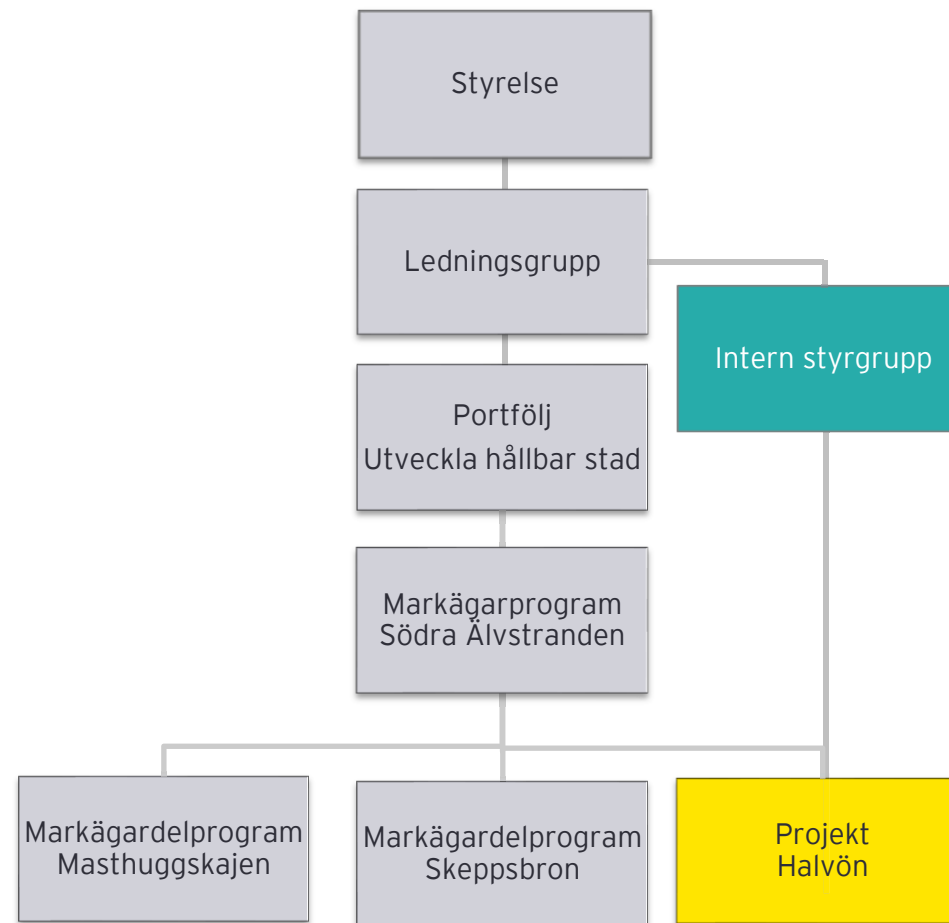 Styrelse
Ledningsgrupp
Intern styrgrupp
Portfölj
Utveckla hållbar stad
Markägarprogram
Södra Älvstranden
Markägardelprogram
Masthuggskajen
Markägardelprogram
Skeppsbron
Projekt
Halvön